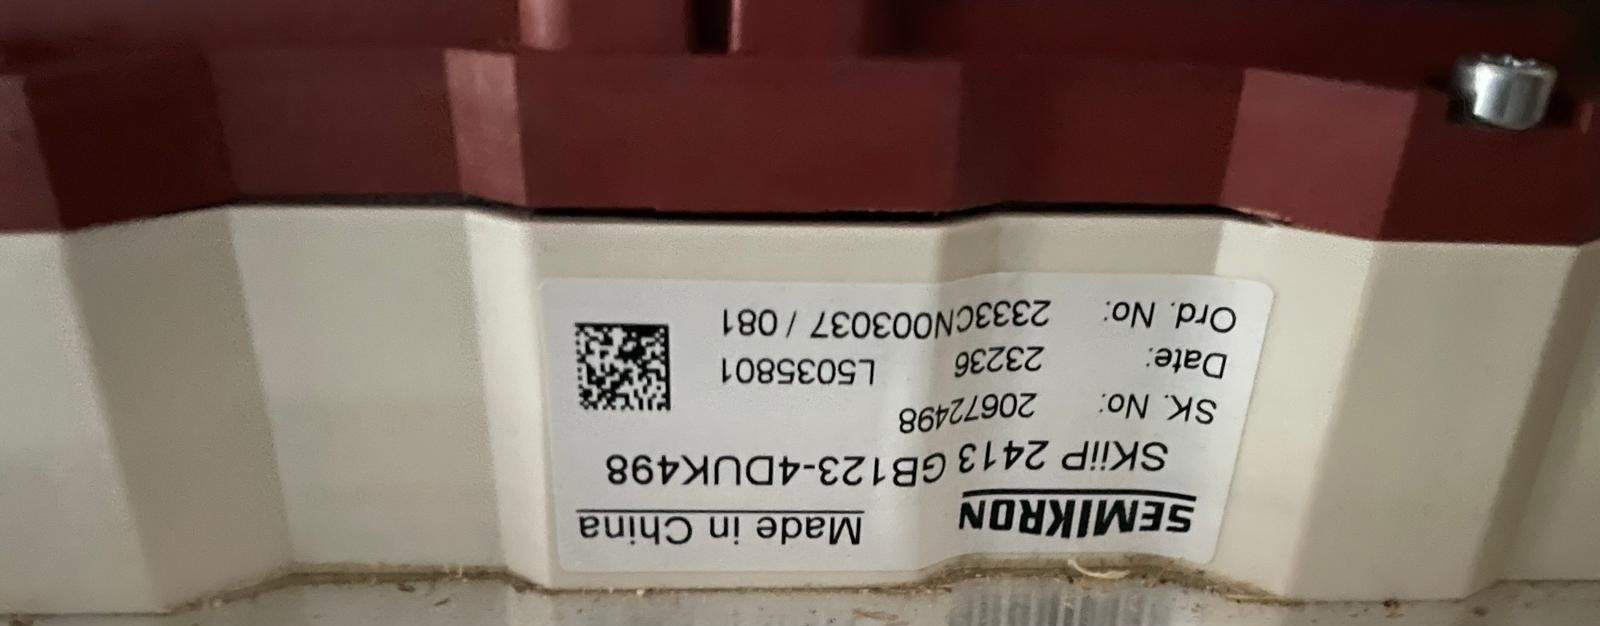 SEMIKRON Made in China
SKiiP 2413 GB123-4DUK498
SK. No: 20672498
Date: 23236 L5035801
Ord. No: 2333CN003037 / 081